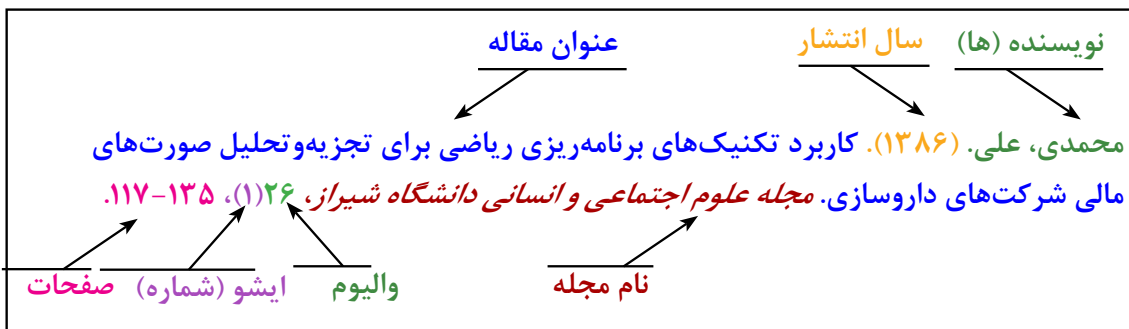 نویسنده (ها) سال انتشار عنوان مقاله
محمدی، علی. (۱۳۸۶). کاربرد تکنیک‌های برنامه‌ریزی ریاضی برای تجزیه‌وتحلیل صورت‌های
مالی شرکت‌های داروسازی. مجله علوم اجتماعی و انسانی دانشگاه شیراز، ۲۶(۱)، ۱۳۵-۱۱۷.
نام مجله والیوم ایشو (شماره) صفحات